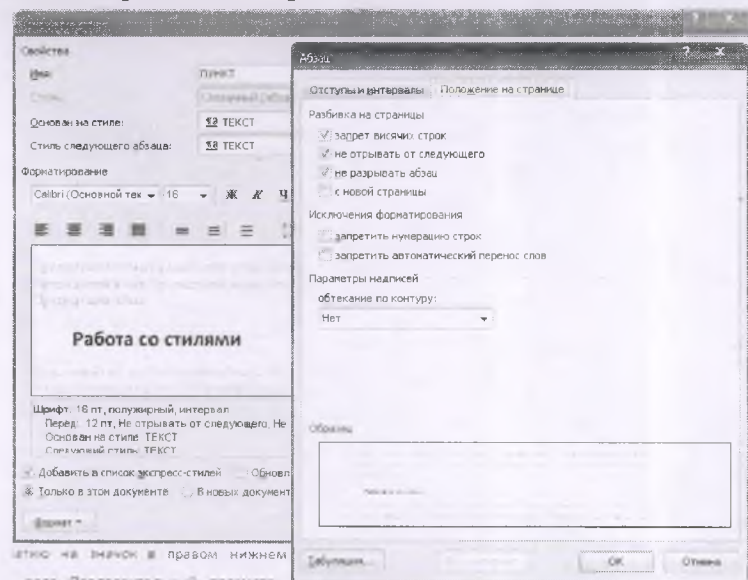 Свойства
Имя:
ПУНКТ
Основан на стиле:
¶a ТЕКСТ
Стиль следующего абзаца:
¶a ТЕКСТ
Форматирование
Calibri (Основной тек
16
Ж К Ч
Работа со стилями
Шрифт: 16 пт, полужирный, интервал
Перед: 12 пт, Не отрывать от следующего, Не
Основан на стиле: ТЕКСТ
Следующий стиль: ТЕКСТ
Добавить в список экспресс-стилей
Обновл
Только в этом документе
В новых документ
Формат
на значок в правом нижнем
Абзац
? X
Отступы и интервалы
Положение на странице
Разбивка на страницы
запрет висячих строк
не отрывать от следующего
не разрывать абзац
с новой страницы
Исключения форматирования
запретить нумерацию строк
запретить автоматический перенос слов
Параметры надписей
обтекание по контуру:
Нет
Образец
Табуляция...
ОК
Отмена